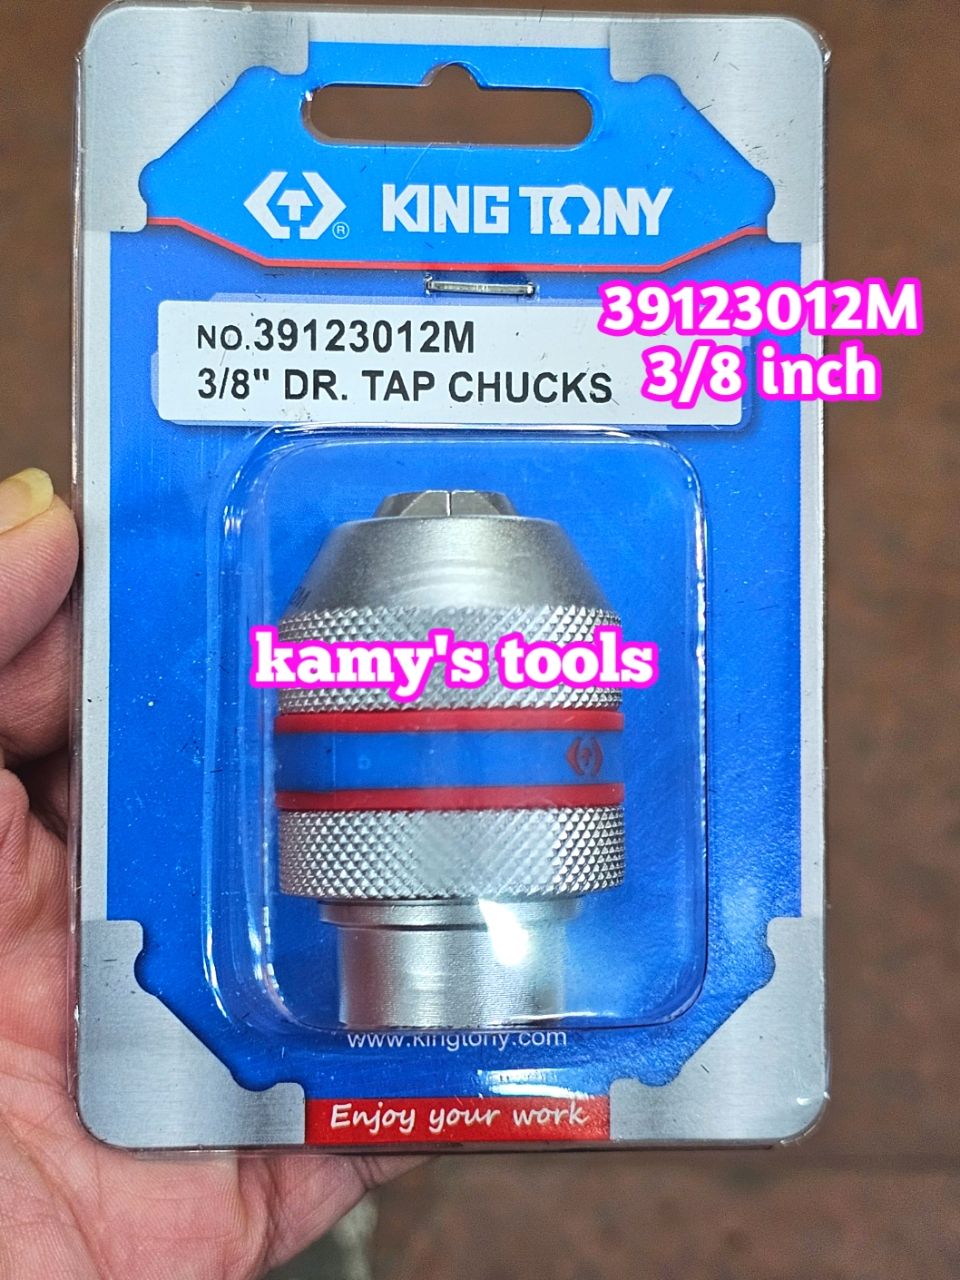 ®
KING TONY
NO.39123012M
3/8" DR. TAP CHUCKS
39123012M
3/8 inch
kamy's tools
www.kingtony.com
Enjoy your work